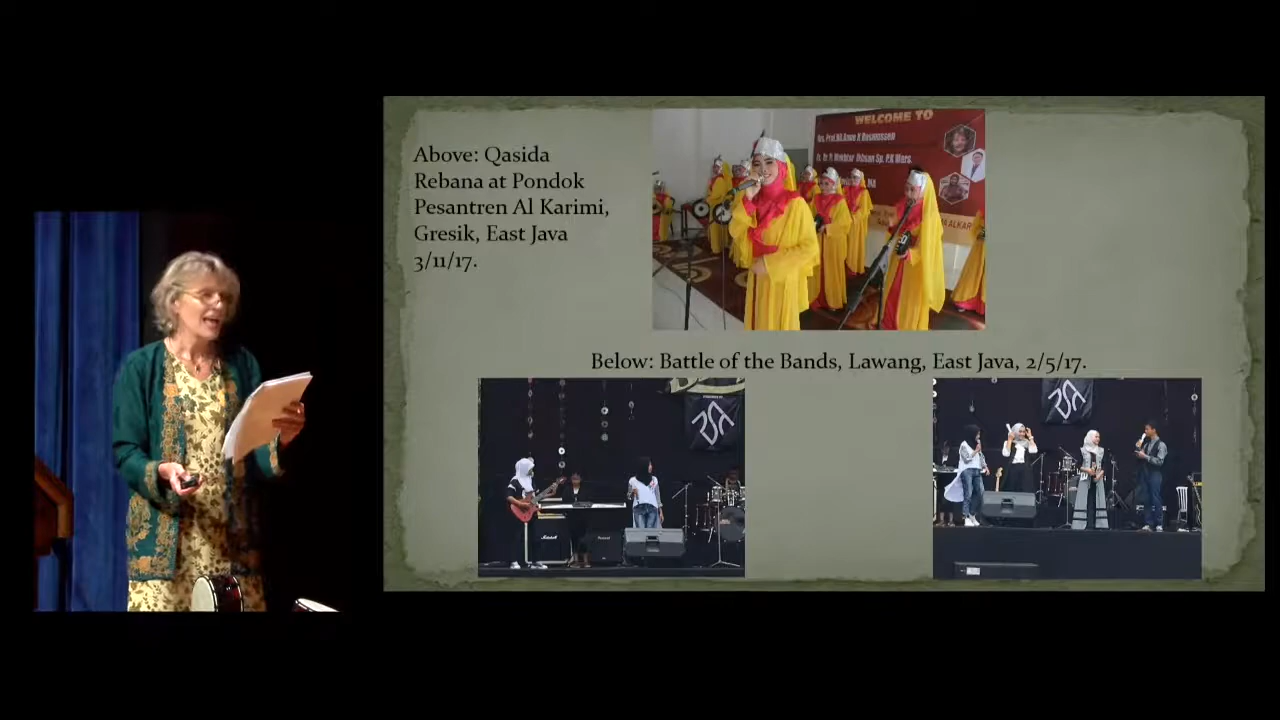 Above: Qasida
Rebana at Pondok
Pesantren Al Karimi,
Gresik, East Java
3/11/17.
WELCOME TO
Below: Battle of the Bands, Lawang, East Java, 2/5/17.
Marshall